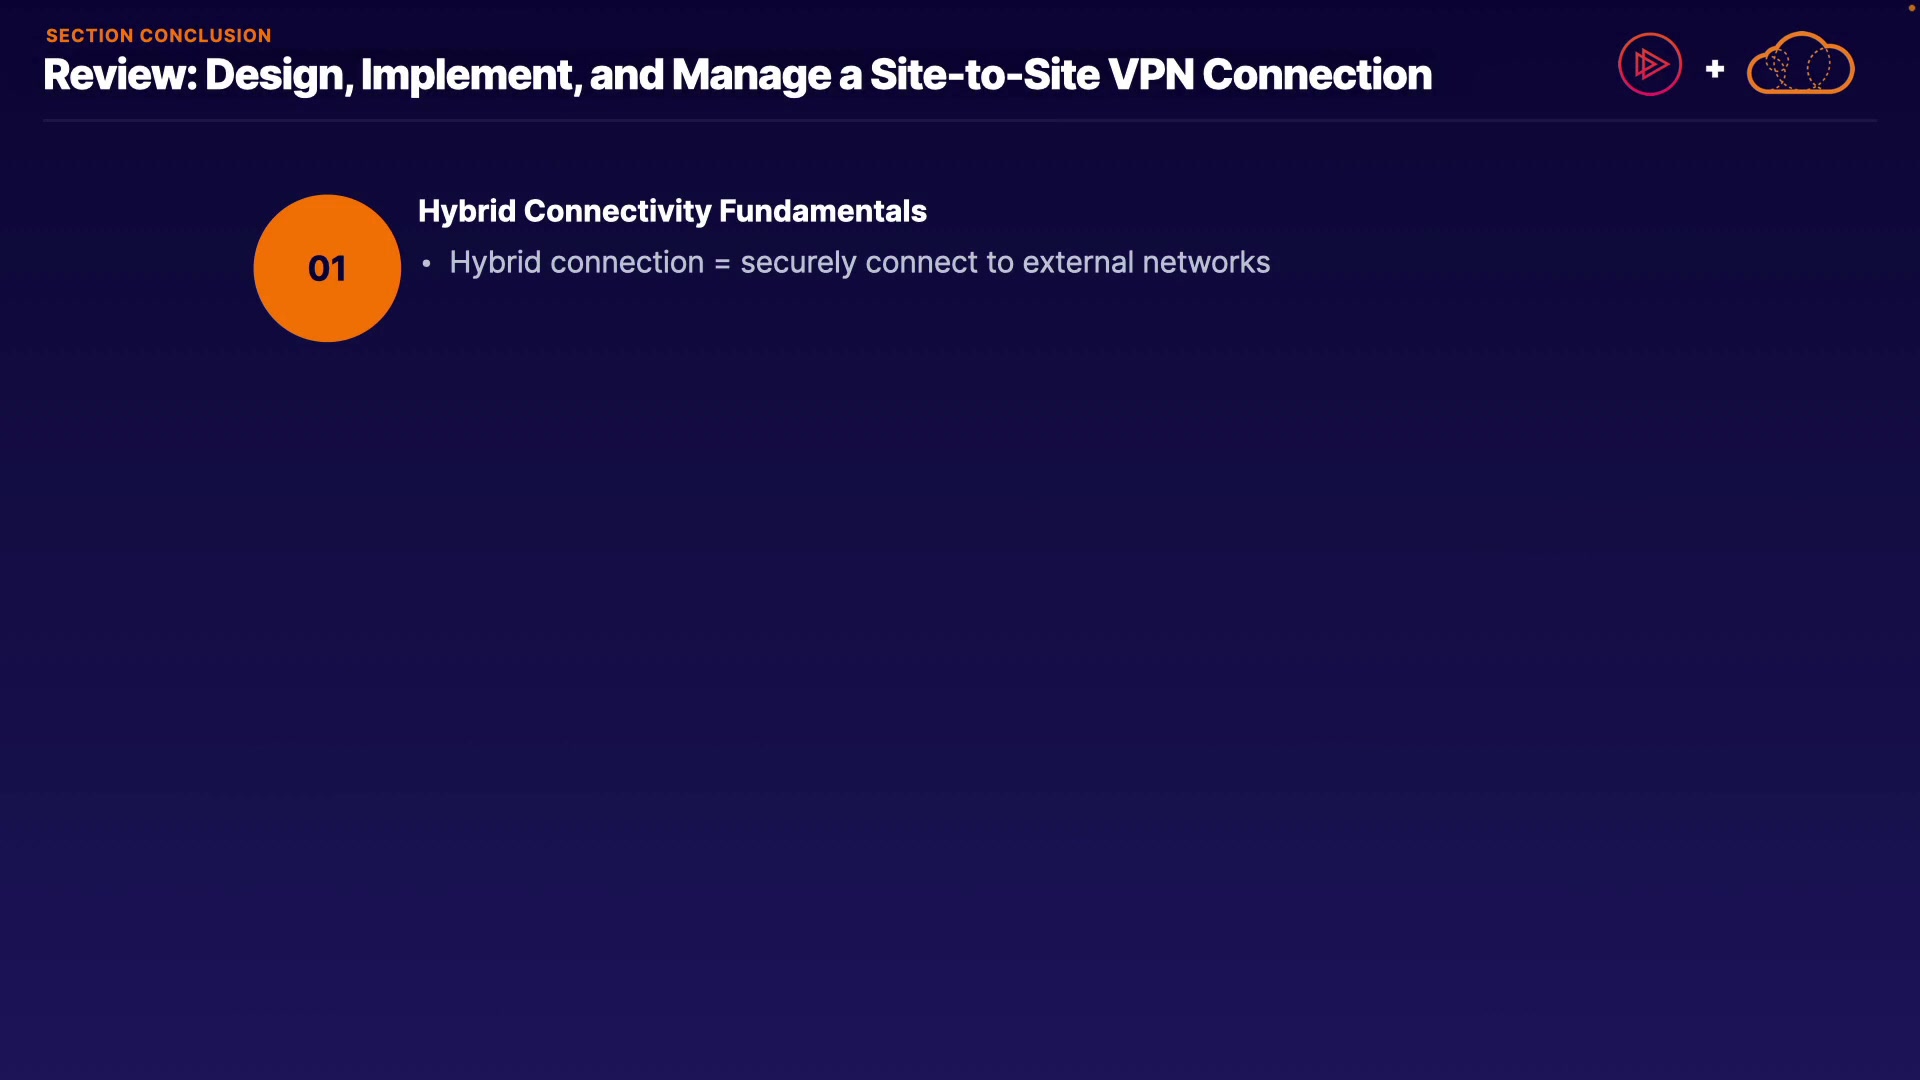 SECTION CONCLUSION
Review: Design, Implement, and Manage a Site-to-Site VPN Connection
+
01
Hybrid Connectivity Fundamentals
• Hybrid connection = securely connect to external networks